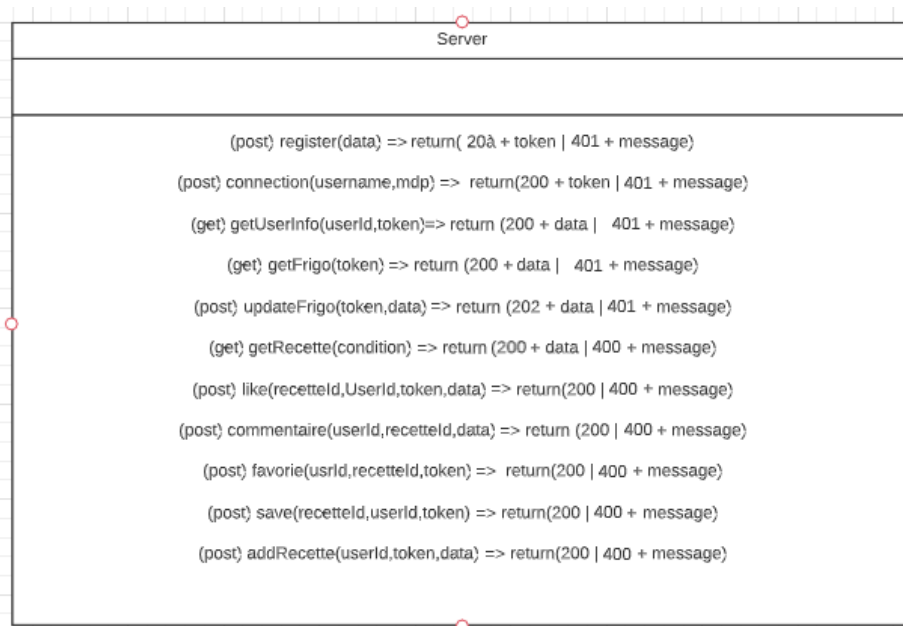 Server
(post) register(data) => return( 20à + token | 401 + message)
(post) connection(username,mdp) => return(200 + token | 401 + message)
(get) getUserInfo(userId,token)=> return (200 + data | 401 + message)
(get) getFrigo(token) => return (200 + data | 401 + message)
(post) updateFrigo(token,data) => return (202 + data | 401 + message)
(get) getRecette(condition) => return (200 + data | 400 + message)
(post) like(recetteId,UserId,token,data) => return(200 | 400 + message)
(post) commentaire(userId,recetteId,data) => return (200 | 400 + message)
(post) favorie(usrId,recetteId,token) => return(200 | 400 + message)
(post) save(recetteId,userId,token) => return(200 | 400 + message)
(post) addRecette(userId,token,data) => return(200 | 400 + message)